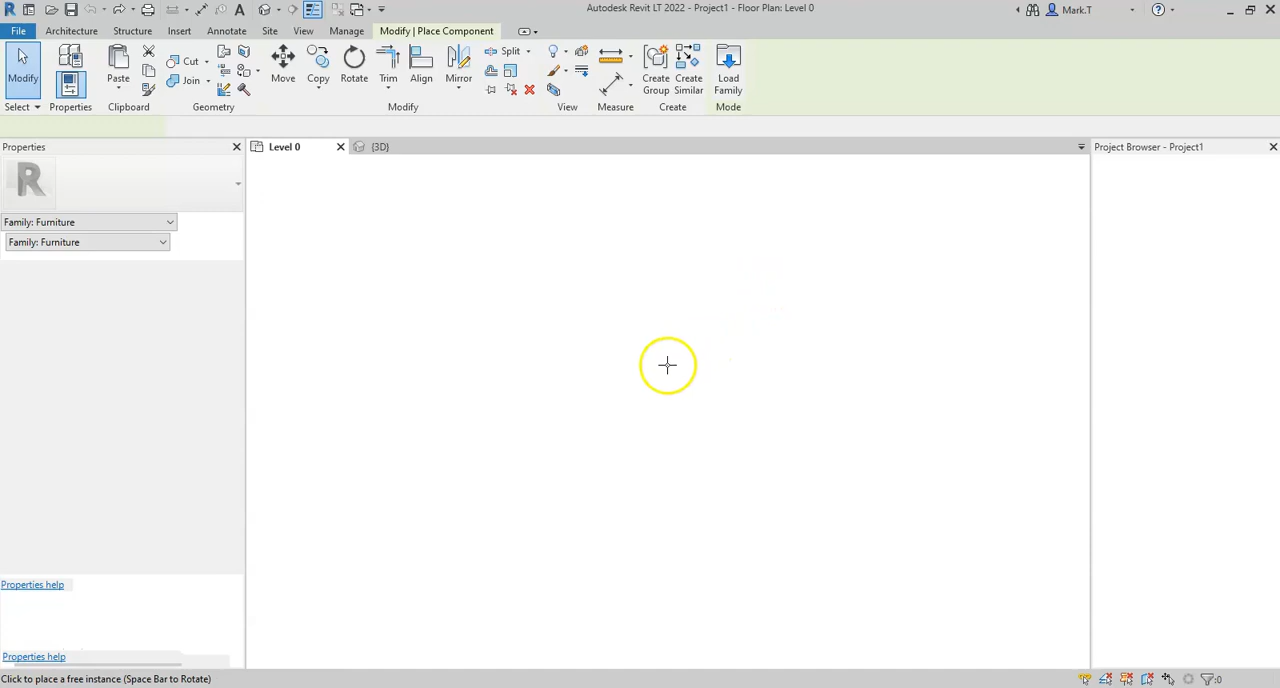 Autodesk Revit LT 2022 - Project1 - Floor Plan: Level 0
Mark.T
File Architecture Structure Insert Annotate Site View Manage Modify | Place Component
Modify Paste Cut Join Move Copy Rotate Trim Align Mirror Split Create Group Create Similar Load Family
Select Properties Clipboard Geometry Modify View Measure Create Mode
Properties
Level 0
{3D}
Project Browser - Project1
Family: Furniture
Family: Furniture
Properties help
Properties help
Click to place a free instance (Space Bar to Rotate)
:0